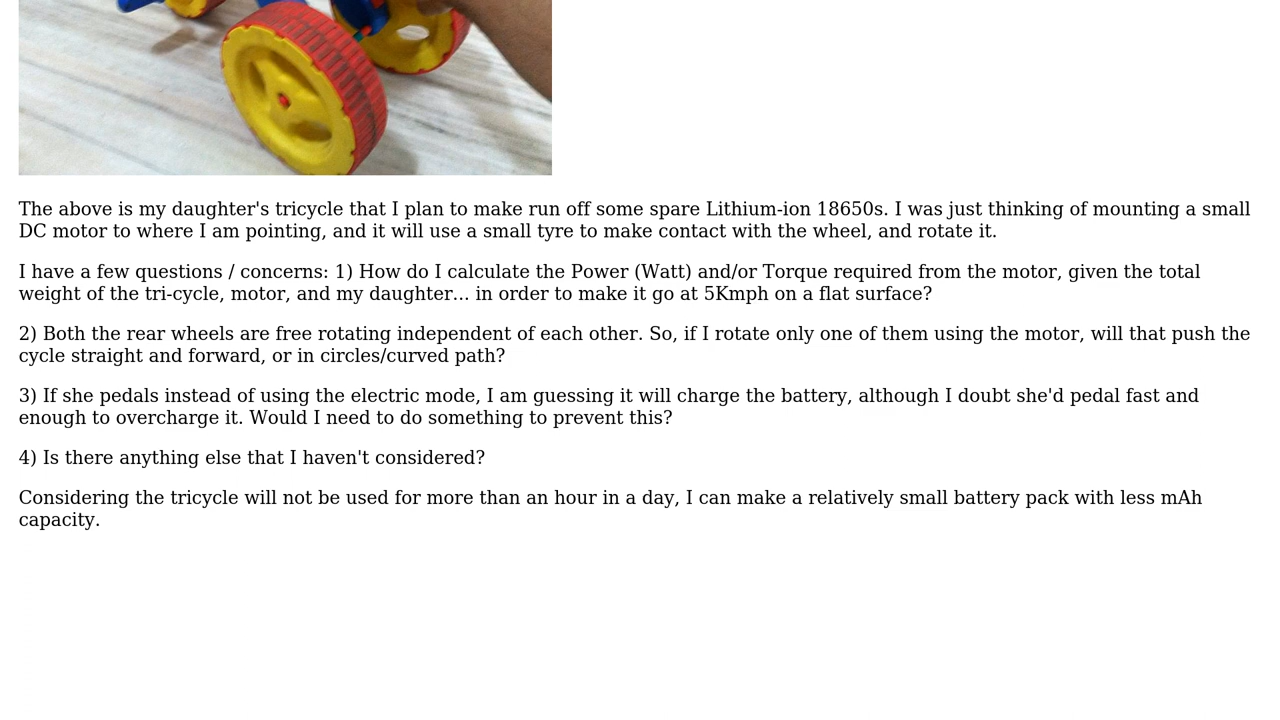 The above is my daughter's tricycle that I plan to make run off some spare Lithium-ion 18650s. I was just thinking of mounting a small
DC motor to where I am pointing, and it will use a small tyre to make contact with the wheel, and rotate it.
I have a few questions / concerns: 1) How do I calculate the Power (Watt) and/or Torque required from the motor, given the total
weight of the tri-cycle, motor, and my daughter... in order to make it go at 5Kmph on a flat surface?
2) Both the rear wheels are free rotating independent of each other. So, if I rotate only one of them using the motor, will that push the
cycle straight and forward, or in circles/curved path?
3) If she pedals instead of using the electric mode, I am guessing it will charge the battery, although I doubt she'd pedal fast and
enough to overcharge it. Would I need to do something to prevent this?
4) Is there anything else that I haven't considered?
Considering the tricycle will not be used for more than an hour in a day, I can make a relatively small battery pack with less mAh
capacity.